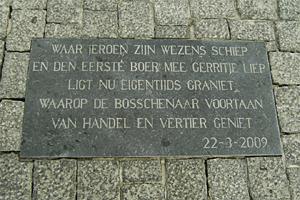 WAAR JEROEN ZIJN WEZENS SCHIEP
EN DEN EERSTE BOER MEE GERRITJE LIEP
LIGT NU EIGENTIJDS GRANIET
WAAROP DE BOSSCHENAAR VOORTAAN
VAN HANDEL EN VERTIER GENIET
22-3-2009